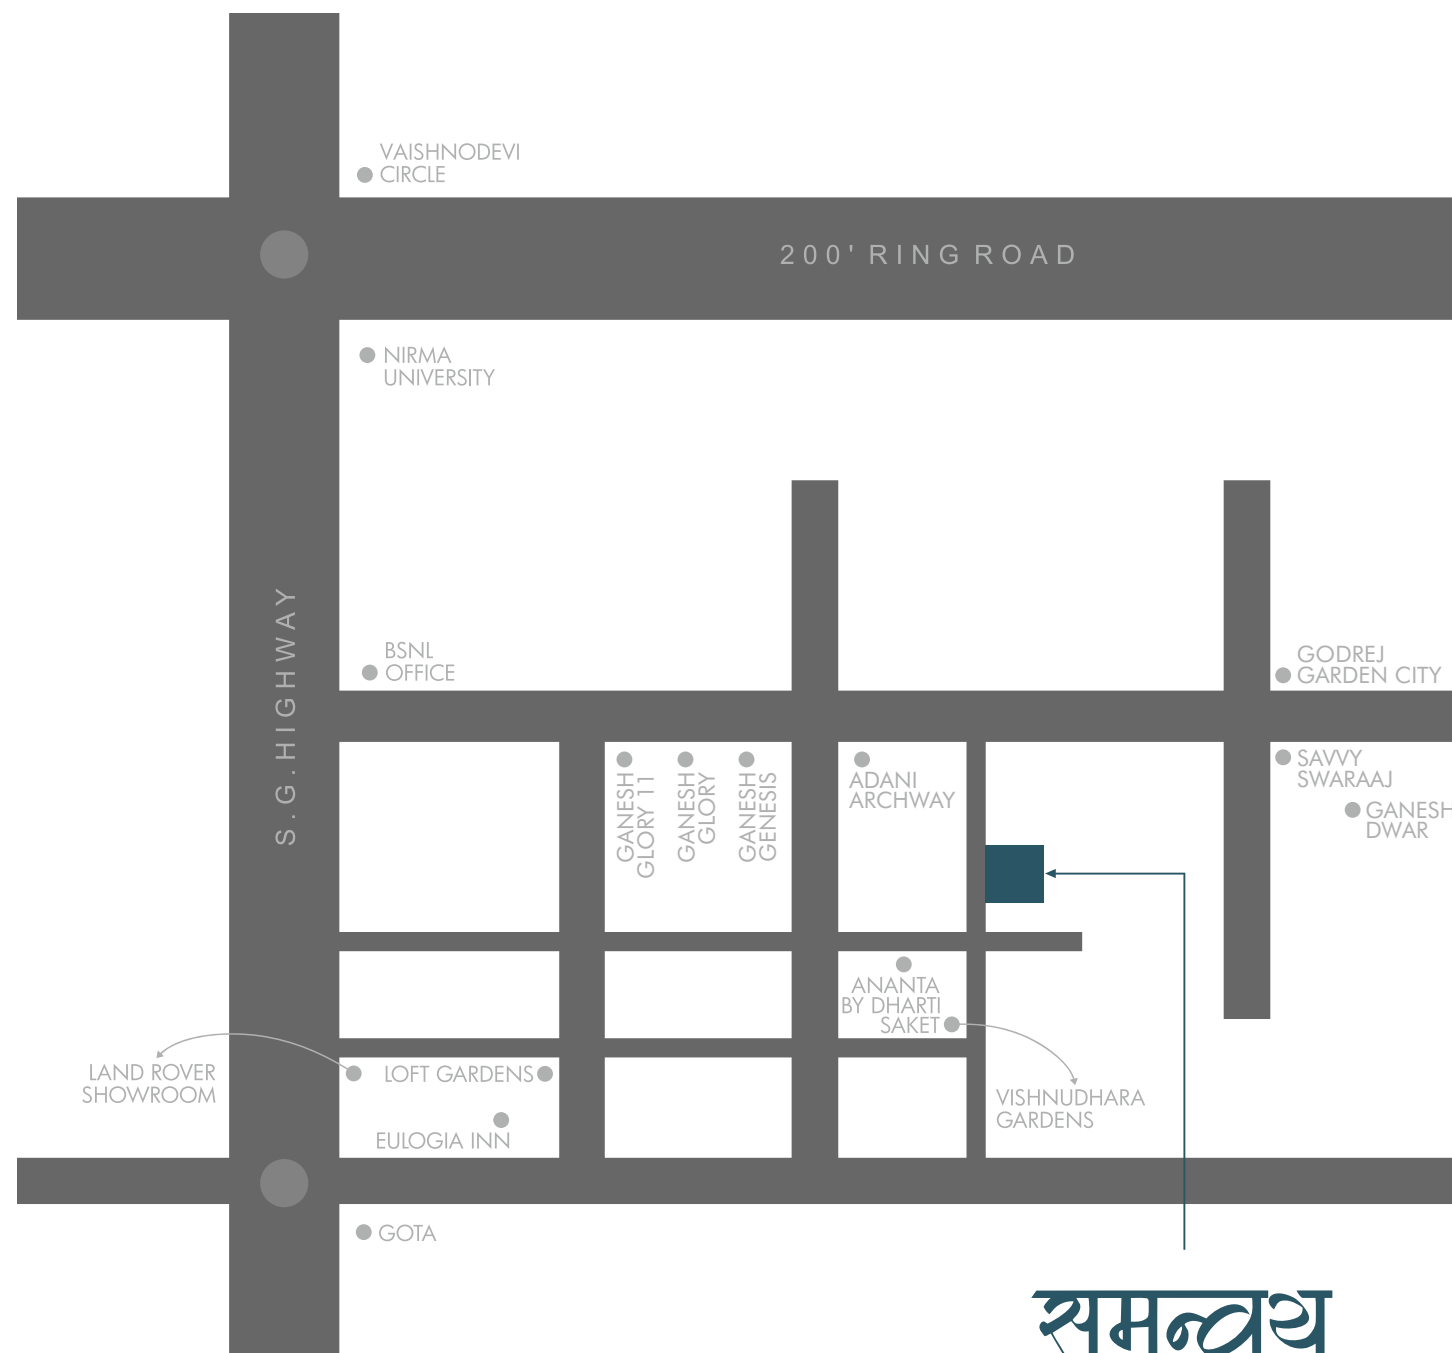 VAISHNODEVI
CIRCLE
200' RING ROAD
NIRMA
UNIVERSITY
S.G.HIGHWAY
BSNL
OFFICE
GODREJ
GARDEN CITY
GANESH
GLORY 11
GANESH
GLORY
GANESH
GENESIS
ADANI
ARCHWAY
SAVVY
SWARAAJ
GANESH
DWAR
ANANTA
BY DHARTI
SAKET
LAND ROVER
SHOWROOM
LOFT GARDENS
EULOGIA INN
VISHNUDHARA
GARDENS
GOTA
समन्वय